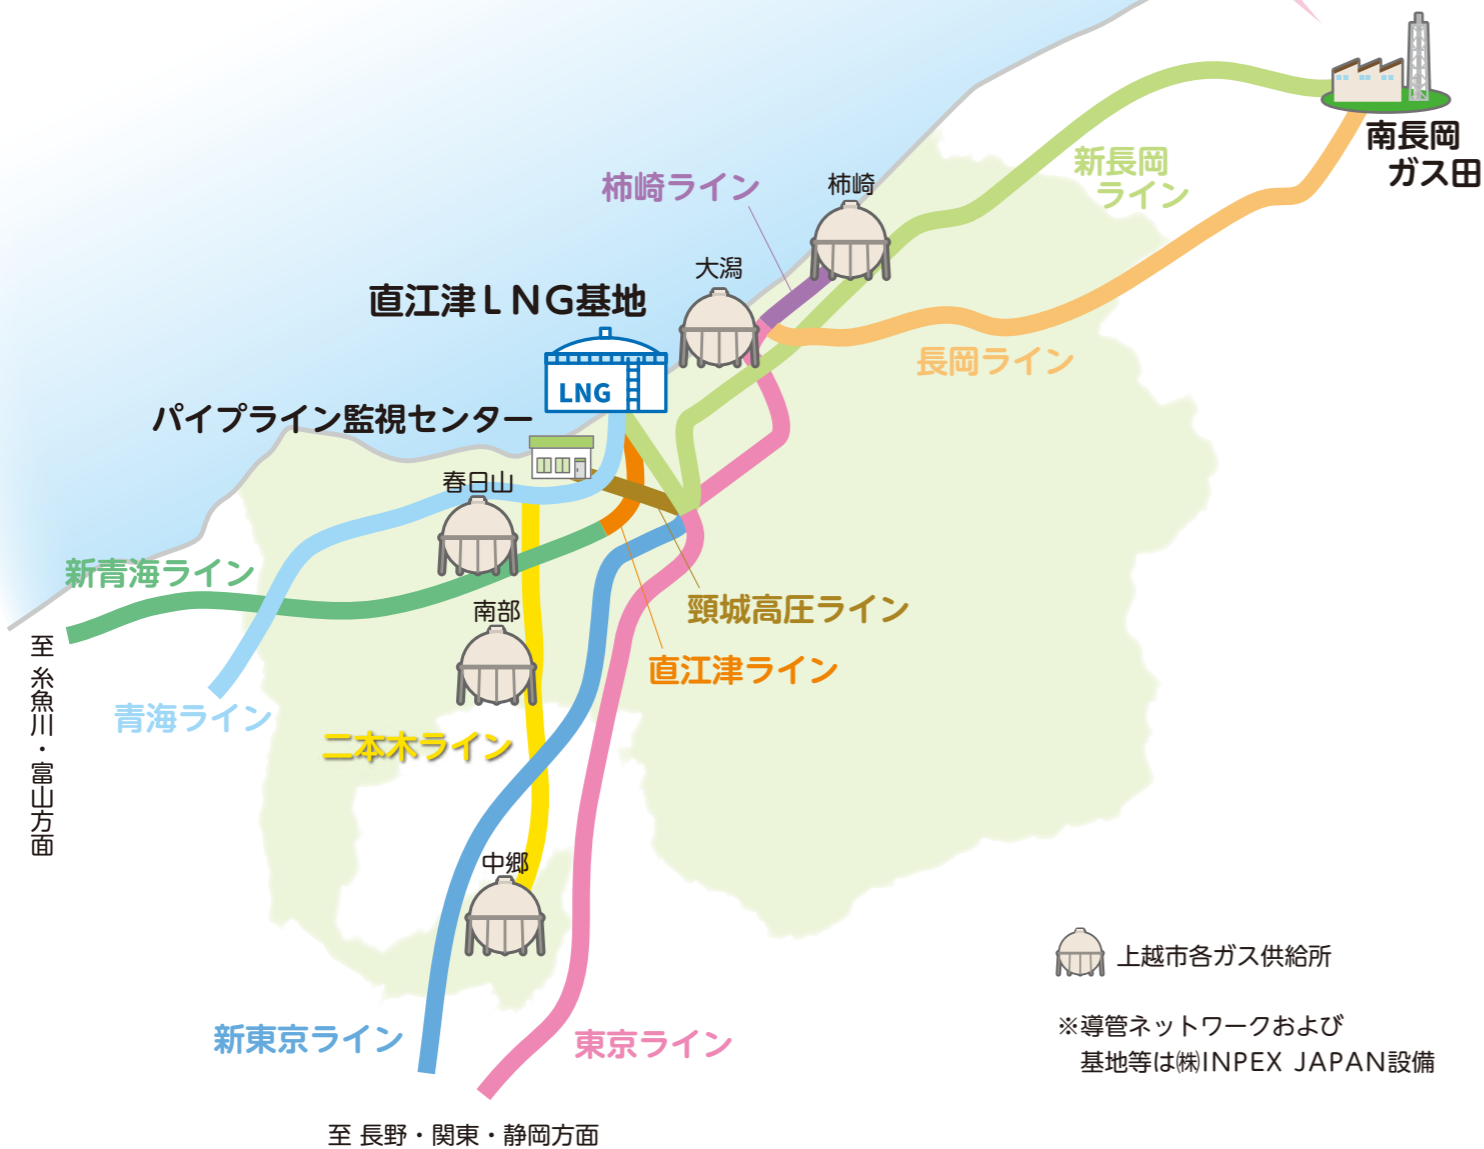 南長岡
ガス田
新長岡
ライン
柿崎ライン
柿崎
大潟
直江津LNG基地
長岡ライン
LNG
パイプライン監視センター
春日山
新青海ライン
南部
頸城高圧ライン
直江津ライン
至 糸魚川・富山方面
青海ライン
二本木ライン
中郷
上越市各ガス供給所
新東京ライン
東京ライン
※導管ネットワークおよび
基地等は㈱INPEX JAPAN設備
至 長野・関東・静岡方面